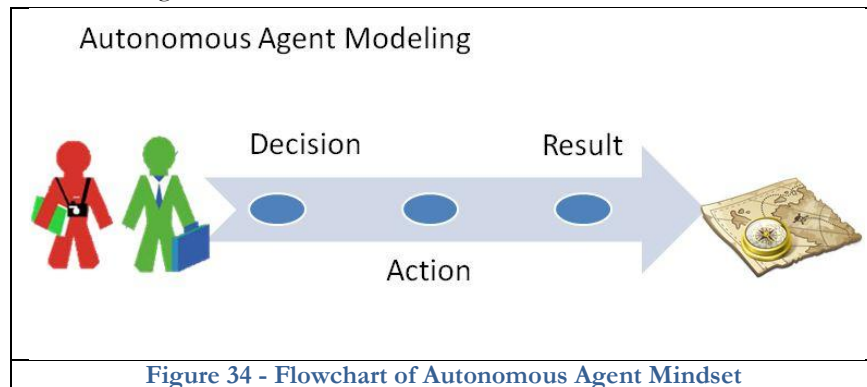 Autonomous Agent Modeling
Decision
Result
Action
Figure 34 - Flowchart of Autonomous Agent Mindset